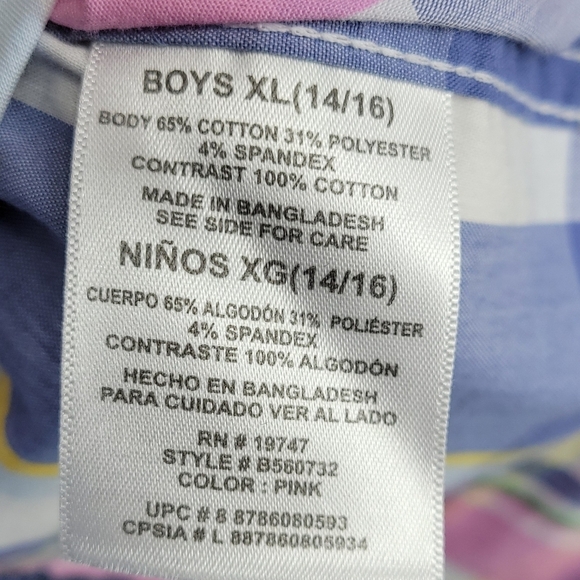 BOYS XL(14/16)
BODY 65% COTTON 31% POLYESTER
4% SPANDEX
CONTRAST 100% COTTON
MADE IN BANGLADESH
SEE SIDE FOR CARE
NIÑOS XG(14/16)
CUERPO 65% ALGODÓN 31% POLIÉSTER
4% SPANDEX
CONTRASTE 100% ALGODÓN
HECHO EN BANGLADESH
PARA CUIDADO VER AL LADO
RN # 19747
STYLE # B560732
COLOR : PINK
UPC # 8 8786080593
CPSIA # L 887860805934